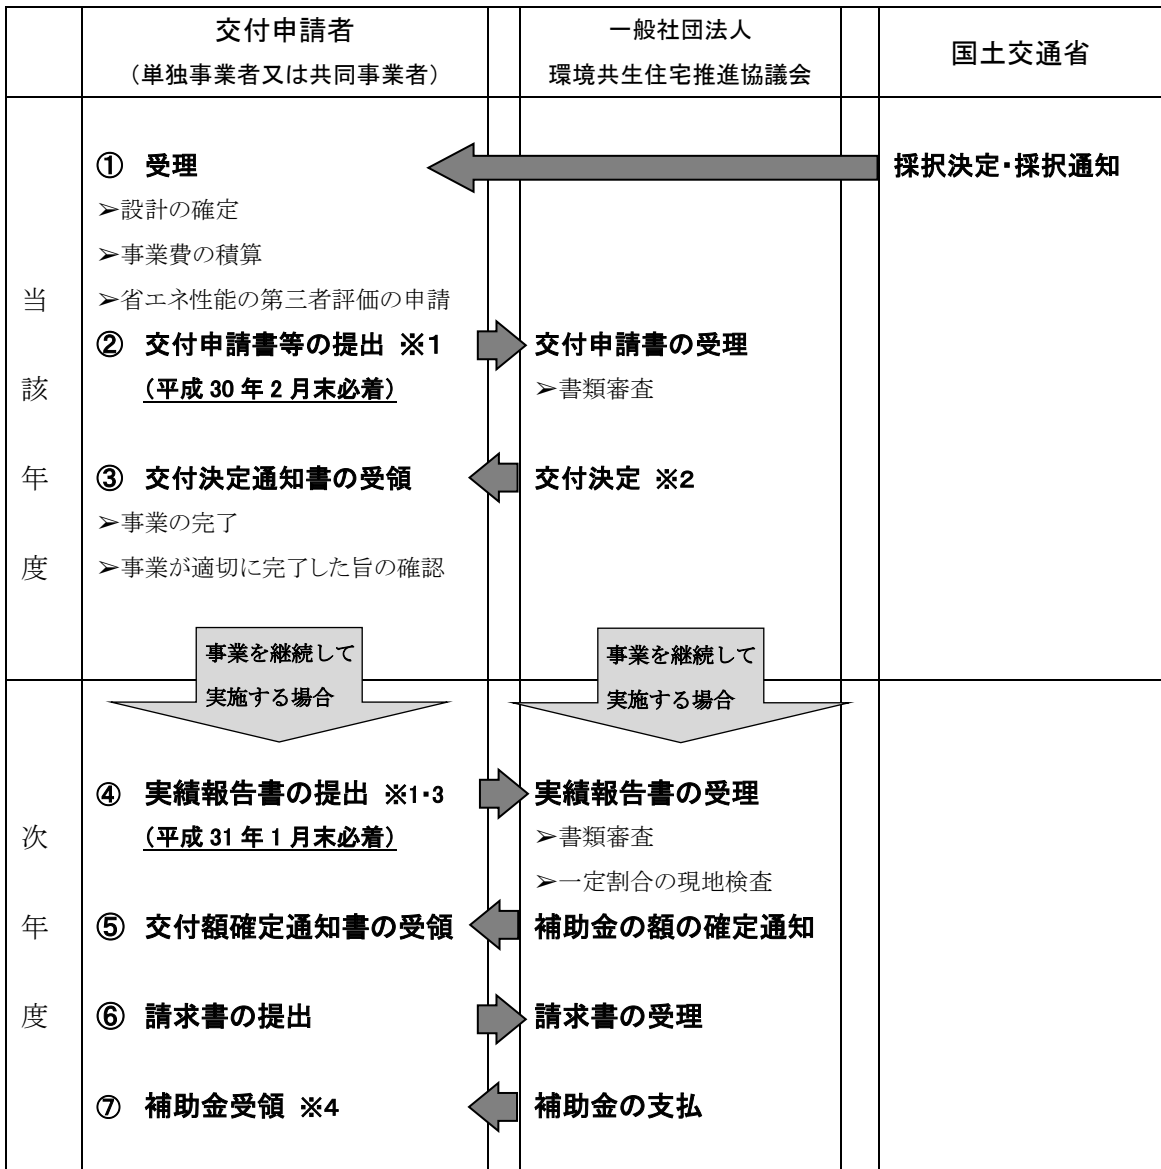 交付申請者
（単独事業者又は共同事業者）
一般社団法人
環境共生住宅推進協議会
国土交通省
当該年度
① 受理
採択決定・採択通知
➢設計の確定
➢事業費の積算
➢省エネ性能の第三者評価の申請
② 交付申請書等の提出 ※1
交付申請書の受理
（平成 30 年 2 月末必着）
➢書類審査
③ 交付決定通知書の受領
交付決定 ※2
➢事業の完了
➢事業が適切に完了した旨の確認
事業を継続して
実施する場合
事業を継続して
実施する場合
次年度
④ 実績報告書の提出 ※1・3
実績報告書の受理
（平成 31 年 1 月末必着）
➢書類審査
➢一定割合の現地検査
⑤ 交付額確定通知書の受領
補助金の額の確定通知
⑥ 請求書の提出
請求書の受理
⑦ 補助金受領 ※4
補助金の支払